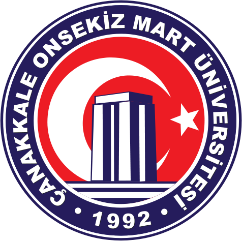 ÇANAKKALE ONSEKİZ MART ÜNİVERSİTESİ
• 1992 •